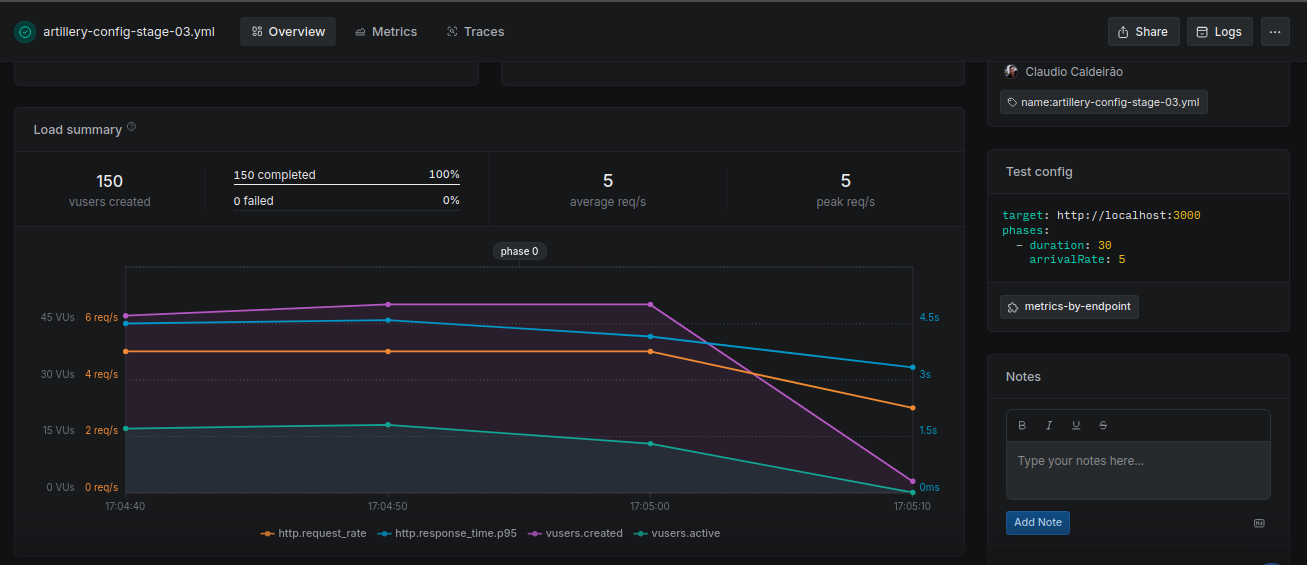 artillery-config-stage-03.yml Overview Metrics Traces Share Logs ...
Claudio Caldeirão
name:artillery-config-stage-03.yml
Load summary
150
vusers created
150 completed 100%
0 failed 0%
5
average req/s
5
peak req/s
phase 0
45 VUs 6 req/s 4.5s
30 VUs 4 req/s 3s
15 VUs 2 req/s 1.5s
0 VUs 0 req/s 0ms
17:04:40 17:04:50 17:05:00 17:05:10
http.request_rate http.response_time.p95 vusers.created vusers.active
Test config
target: http://localhost:3000
phases:
- duration: 30
arrivalRate: 5
metrics-by-endpoint
Notes
B I U S
Type your notes here...
Add Note